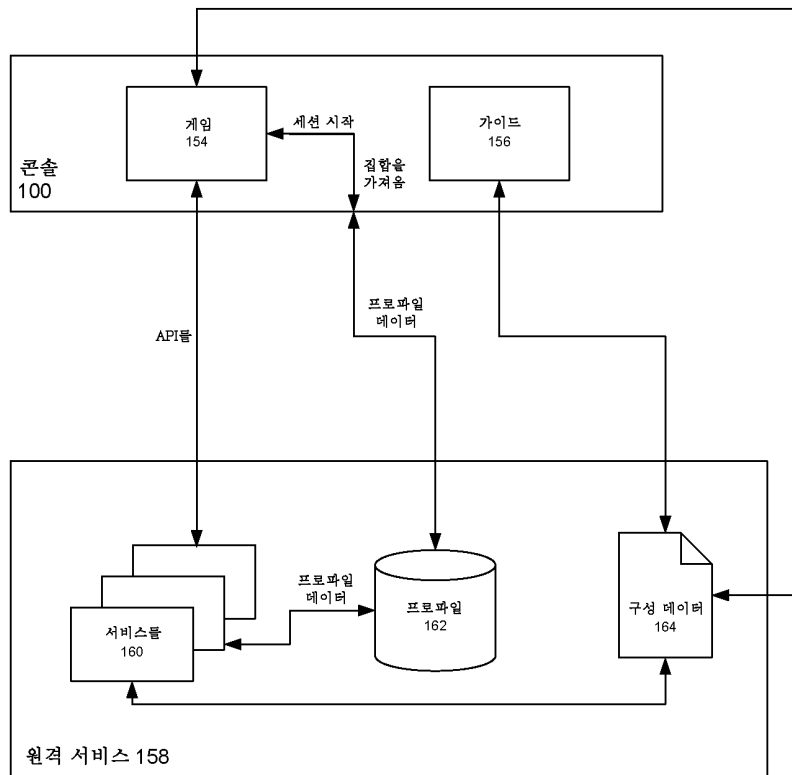 게임
154
세션 시작
가이드
156
집합을
가져옴
콘솔
100
프로파일
데이터
API들
프로파일
데이터
서비스들
160
프로파일
162
구성 데이터
164
원격 서비스 158